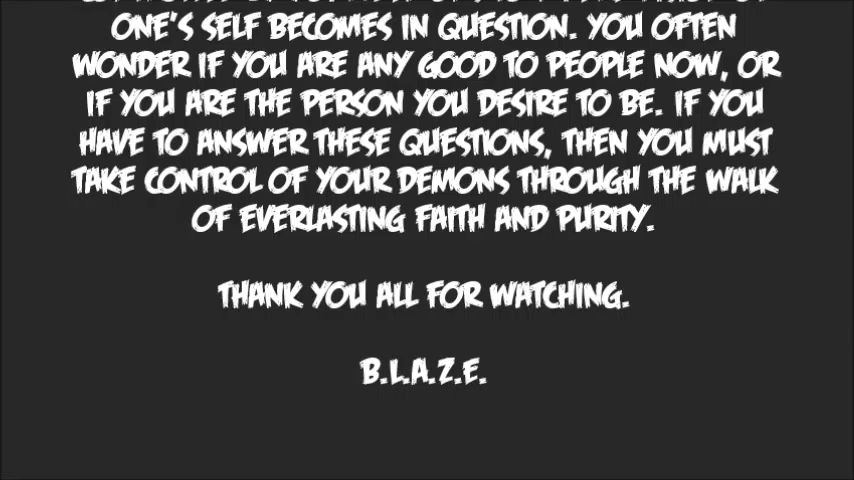 ONE'S SELF BECOMES IN QUESTION. YOU OFTEN
WONDER IF YOU ARE ANY GOOD TO PEOPLE NOW, OR
IF YOU ARE THE PERSON YOU DESIRE TO BE. IF YOU
HAVE TO ANSWER THESE QUESTIONS, THEN YOU MUST
TAKE CONTROL OF YOUR DEMONS THROUGH THE WALK
OF EVERLASTING FAITH AND PURITY.
THANK YOU ALL FOR WATCHING.
B.L.A.Z.E.